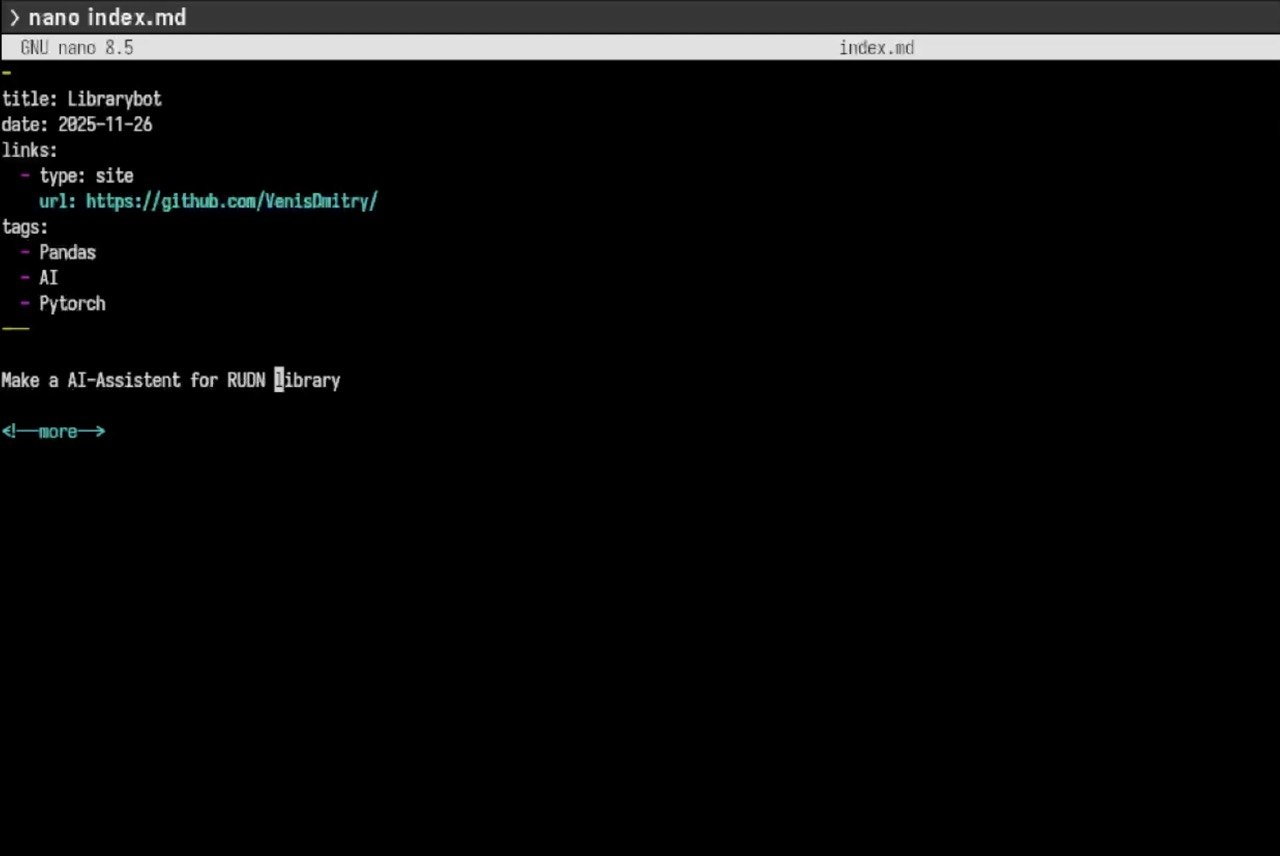 ❯ nano index.md
GNU nano 8.5 index.md
-
title: Librarybot
date: 2025-11-26
links:
- type: site
url: https://github.com/VenisDmitry/
tags:
- Pandas
- AI
- Pytorch
---
Make a AI-Assistent for RUDN library
<!--more-->